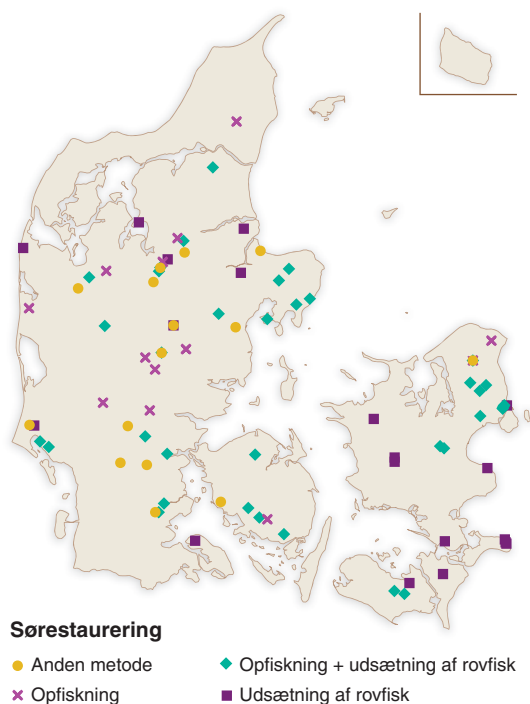 Sørestaurering
Anden metode
Opfiskning + udsætning af rovfisk
Opfiskning
Udsætning af rovfisk